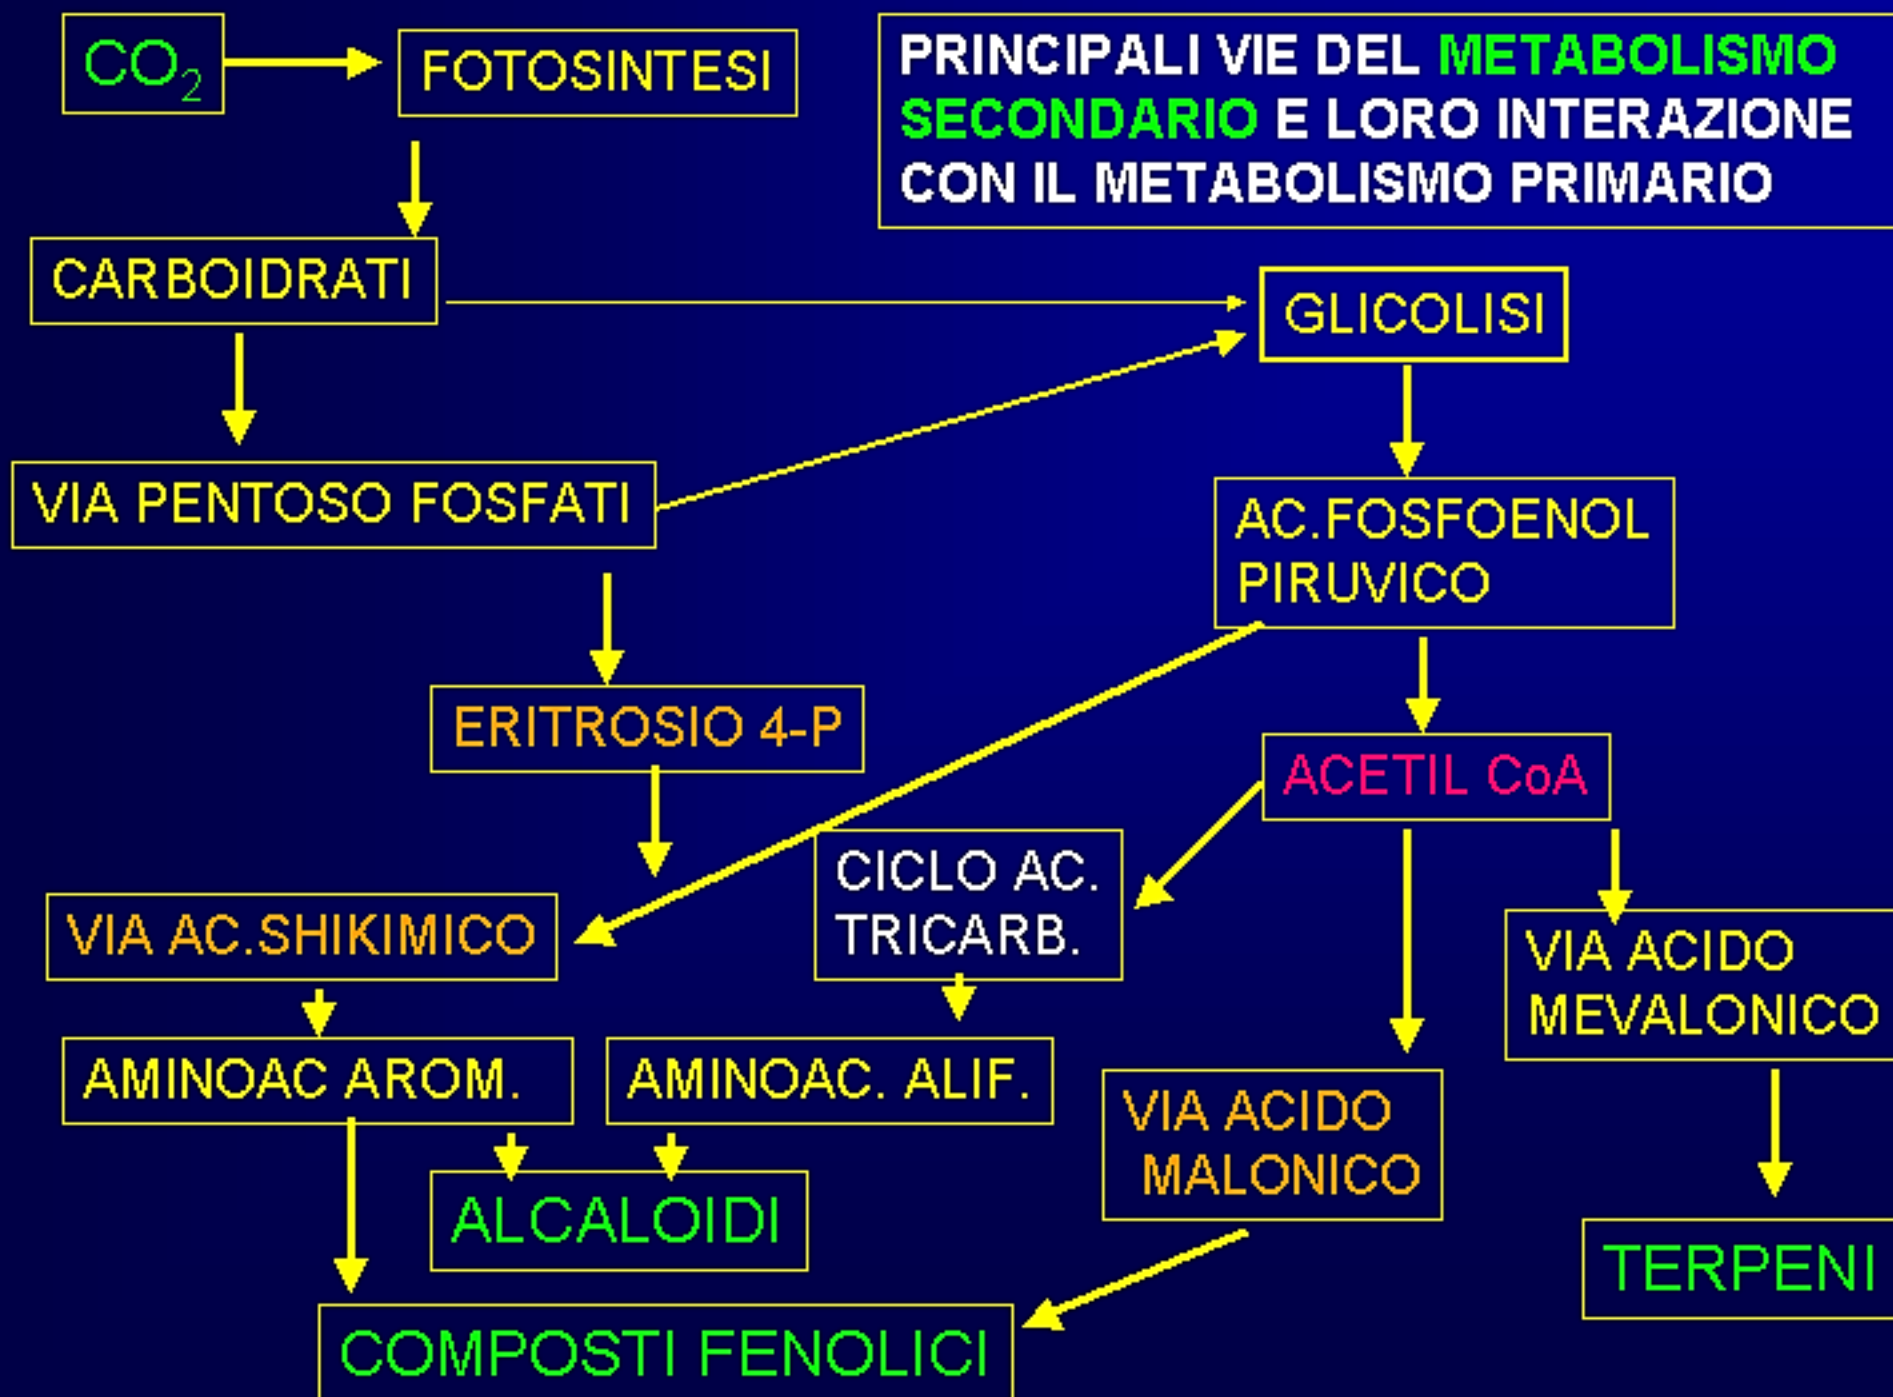 CO₂
FOTOSINTESI
PRINCIPALI VIE DEL METABOLISMO
SECONDARIO E LORO INTERAZIONE
CON IL METABOLISMO PRIMARIO
CARBOIDRATI
GLICOLISI
VIA PENTOSO FOSFATI
AC.FOSFOENOL
PIRUVICO
ERITROSIO 4-P
ACETIL CoA
CICLO AC.
TRICARB.
VIA AC.SHIKIMICO
VIA ACIDO
MEVALONICO
AMINOAC AROM.
AMINOAC. ALIF.
VIA ACIDO
MALONICO
ALCALOIDI
TERPENI
COMPOSTI FENOLICI